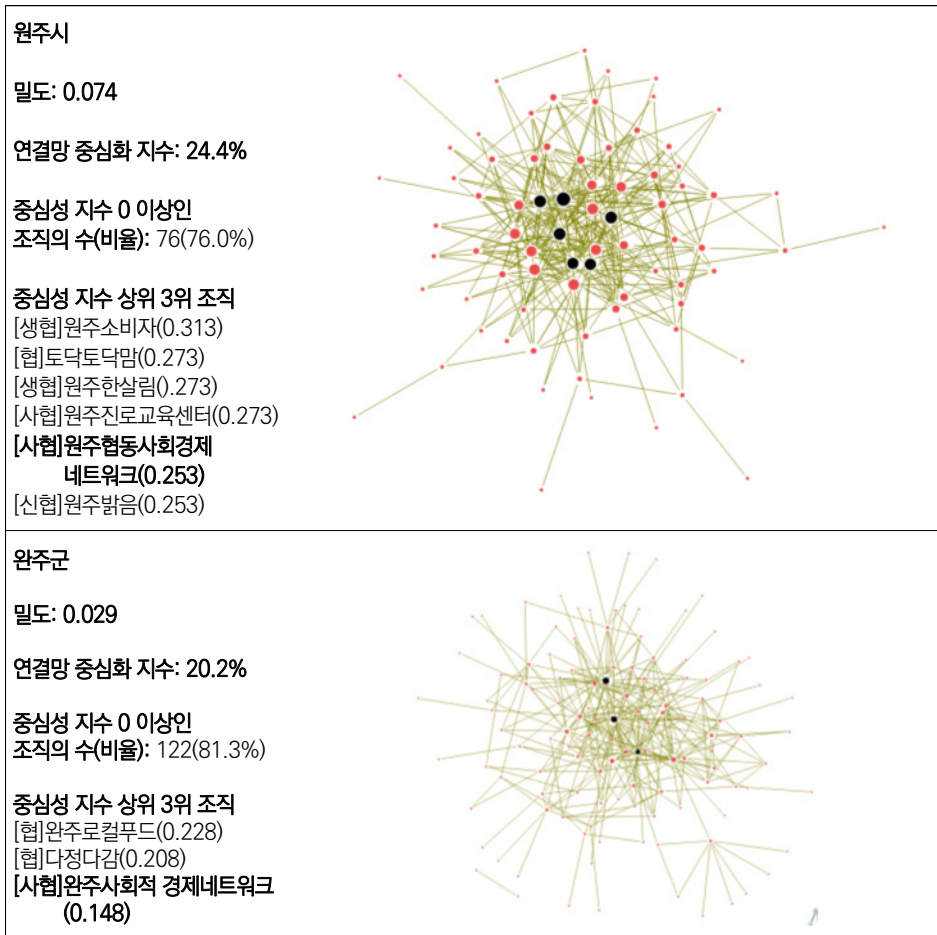 원주시
밀도: 0.074
연결망 중심화 지수: 24.4%
중심성 지수 0 이상인
조직의 수(비율): 76(76.0%)
중심성 지수 상위 3위 조직
[생협]원주소비자(0.313)
[협]토닥토닥맘(0.273)
[생협]원주한살림().273)
[사협]원주진로교육센터(0.273)
[사협]원주협동사회경제
네트워크(0.253)
[신협]원주밝음(0.253)
완주군
밀도: 0.029
연결망 중심화 지수: 20.2%
중심성 지수 0 이상인
조직의 수(비율): 122(81.3%)
중심성 지수 상위 3위 조직
[협]완주로컬푸드(0.228)
[협]다정다감(0.208)
[사협]완주사회적 경제네트워크
(0.148)